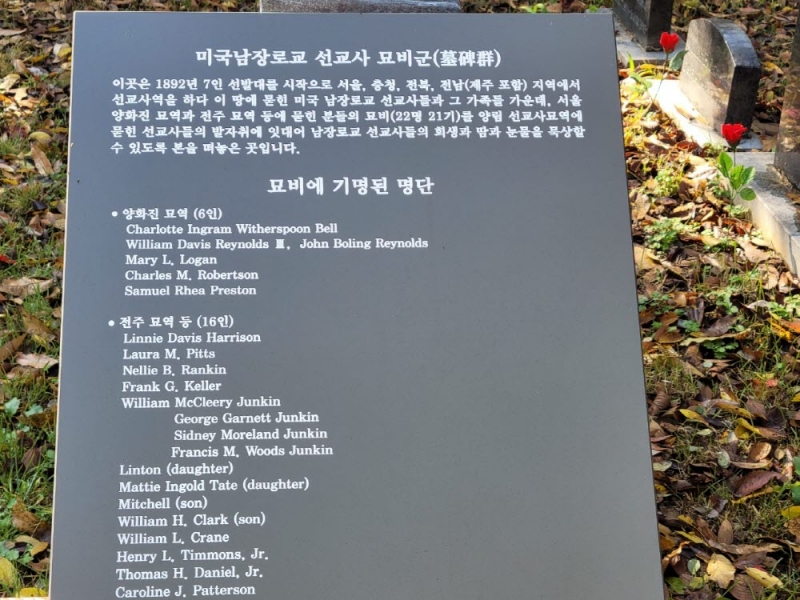 미국남장로교 선교사 묘비군(墓碑群)
이곳은 1892년 7인 선발대를 시작으로 서울, 충청, 전북, 전남(제주 포함) 지역에서
선교사역을 하다 이 땅에 묻힌 미국 남장로교 선교사들과 그 가족들 가운데, 서울
양화진 묘역과 전주 묘역 등에 묻힌 분들의 묘비(22명 21기)를 양림 선교사묘역에
묻힌 선교사들의 발자취에 잇대어 남장로교 선교사들의 희생과 땀과 눈물을 묵상할
수 있도록 본을 떠놓은 곳입니다.
묘비에 기명된 명단
• 양화진 묘역 (6인)
Charlotte Ingram Witherspoon Bell
William Davis Reynolds Ⅲ, John Boling Reynolds
Mary L. Logan
Charles M. Robertson
Samuel Rhea Preston
• 전주 묘역 등 (16인)
Linnie Davis Harrison
Laura M. Pitts
Nellie B. Rankin
Frank G. Keller
William McCleery Junkin
George Garnett Junkin
Sidney Moreland Junkin
Francis M. Woods Junkin
Linton (daughter)
Mattie Ingold Tate (daughter)
Mitchell (son)
William H. Clark (son)
William L. Crane
Henry L. Timmons, Jr.
Thomas H. Daniel, Jr.
Caroline J. Patterson